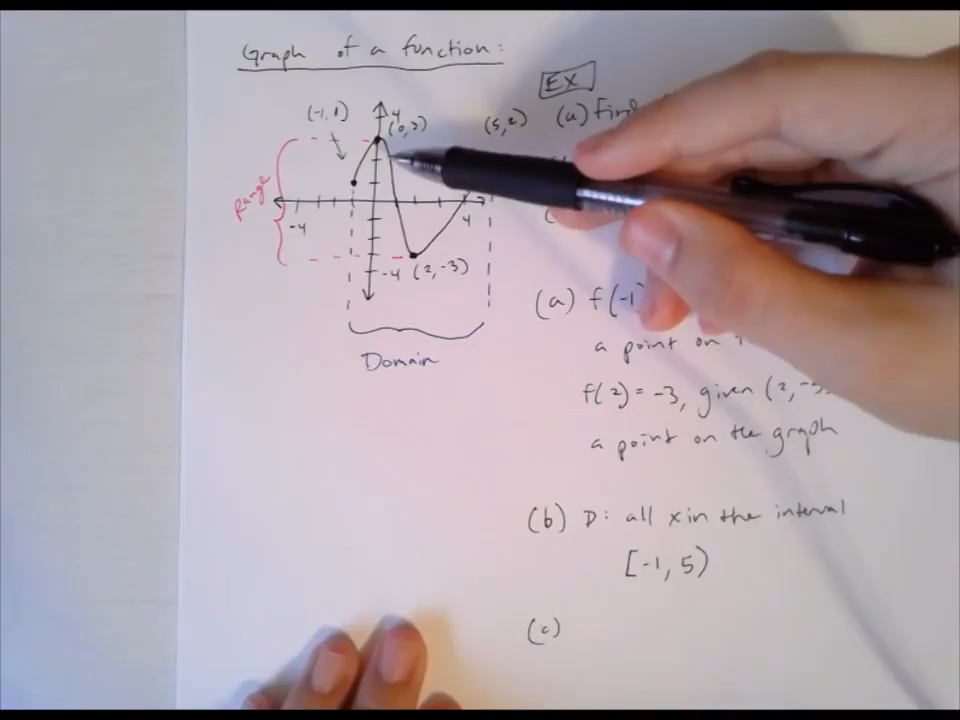 Graph of a function:
EX
(-1, 1)
4
(0,3)
(5,2)
(a) find
Range
-4
4
-4
(2,-3)
Domain
(a) f(-1)
a point on
f(2) = -3, given (2,-3)
a point on the graph
(b) D: all x in the interval
[-1, 5)
(c)